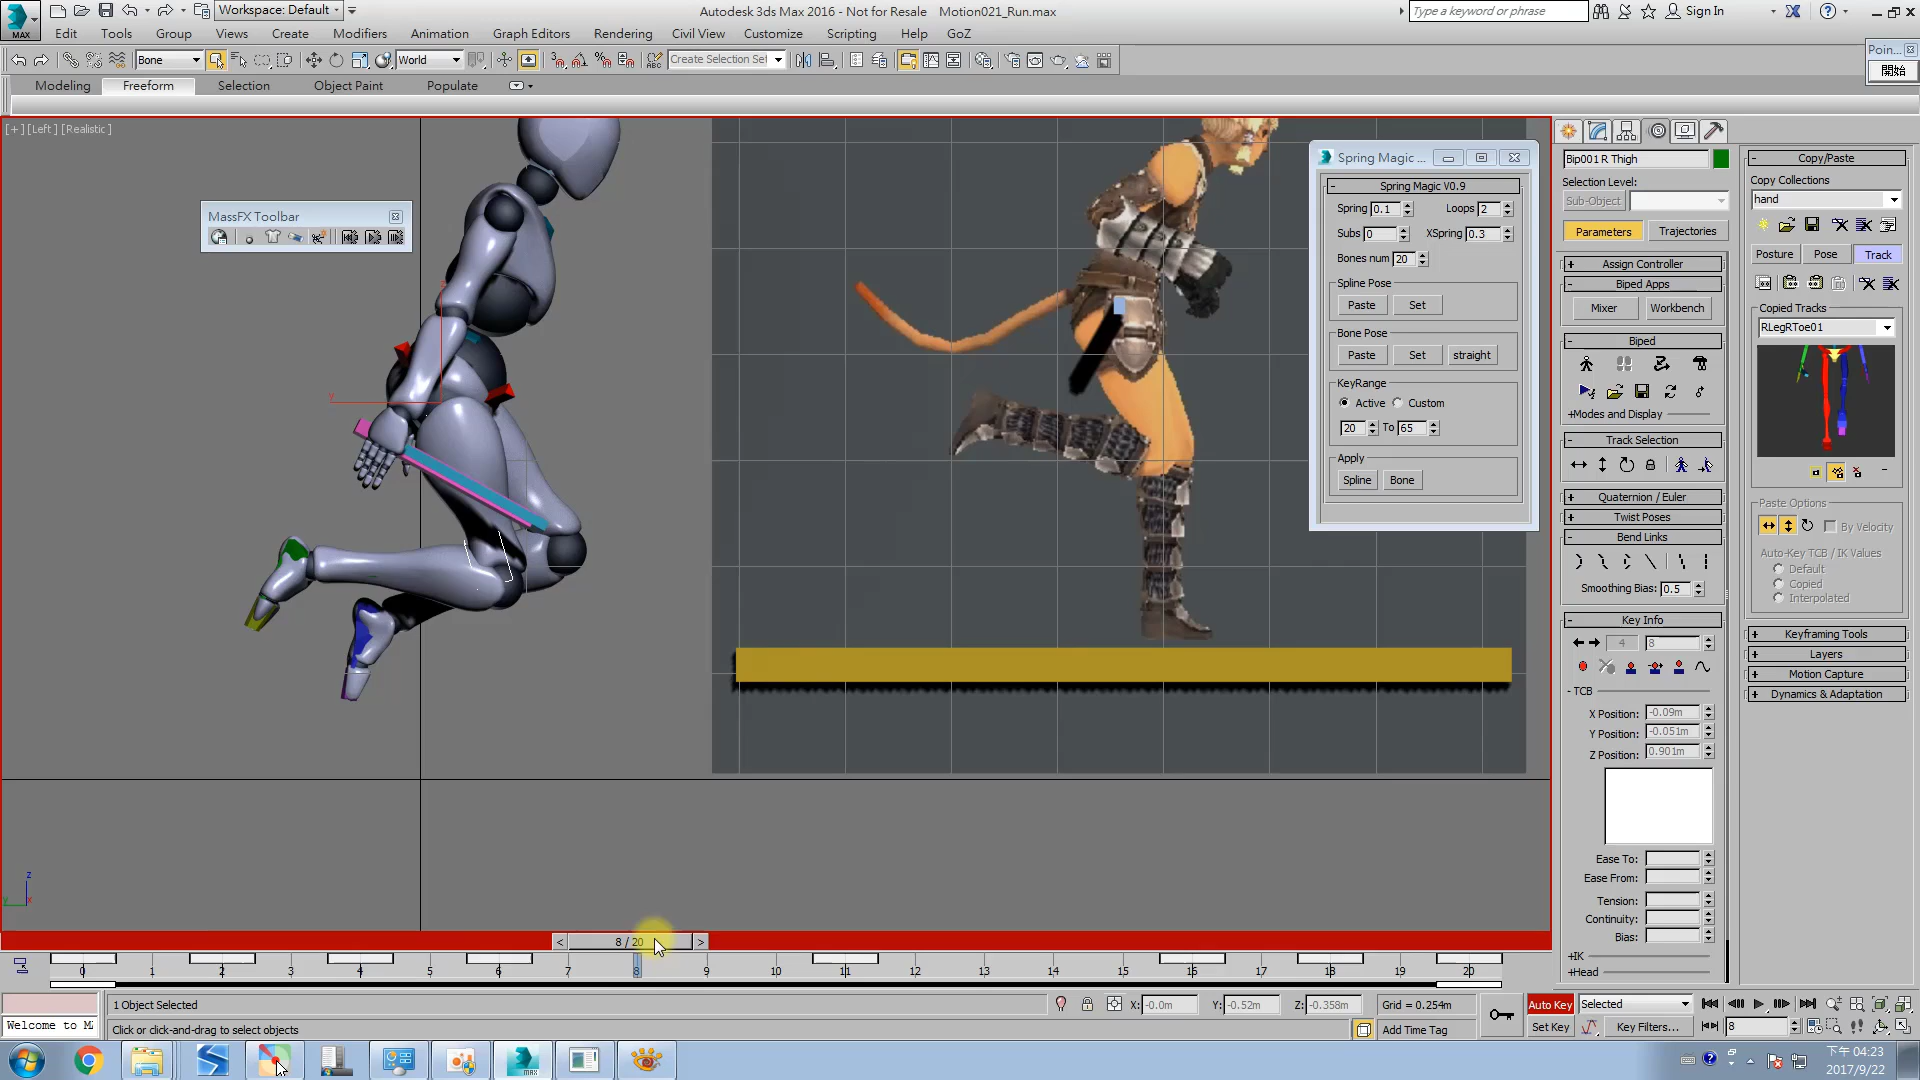 Workspace: Default
Autodesk 3ds Max 2016 - Not for Resale Motion021_Run.max
Type a keyword or phrase
Sign In
MAX
Edit Tools Group Views Create Modifiers Animation Graph Editors Rendering Civil View Customize Scripting Help GoZ
Poin...
Bone
World
Create Selection Set
開始
Modeling Freeform Selection Object Paint Populate
[+] [Left] [Realistic]
MassFX Toolbar
Spring Magic ...
Spring Magic V0.9
Spring 0.1 Loops 2
Subs 0 XSpring 0.3
Bones num 20
Spline Pose
Paste Set
Bone Pose
Paste Set straight
KeyRange
Active Custom
20 To 65
Apply
Spline Bone
Bip001 R Thigh
Selection Level:
Sub-Object
Parameters Trajectories
Assign Controller
Biped Apps
Mixer Workbench
Biped
+Modes and Display
Track Selection
Quaternion / Euler
Twist Poses
Bend Links
Smoothing Bias: 0.5
Key Info
4 8
- TCB
X Position: -0.09m
Y Position: -0.051m
Z Position: 0.901m
Ease To:
Ease From:
Tension:
Continuity:
Bias:
+IK
+Head
Copy/Paste
Copy Collections
hand
Posture Pose Track
Copied Tracks
RLegRToe01
Paste Options
By Velocity
Auto-Key TCB / IK Values
Default
Copied
Interpolated
Keyframing Tools
Layers
Motion Capture
Dynamics & Adaptation
z
y
x
< 8 / 20 >
0 1 2 3 4 5 6 7 8 9 10 11 12 13 14 15 16 17 18 19 20
1 Object Selected
X: -0.0m Y: -0.52m Z: -0.358m Grid = 0.254m
Auto Key Selected
Welcome to M
Click or click-and-drag to select objects
Add Time Tag
Set Key Key Filters... 8
下午 04:23
2017/9/22